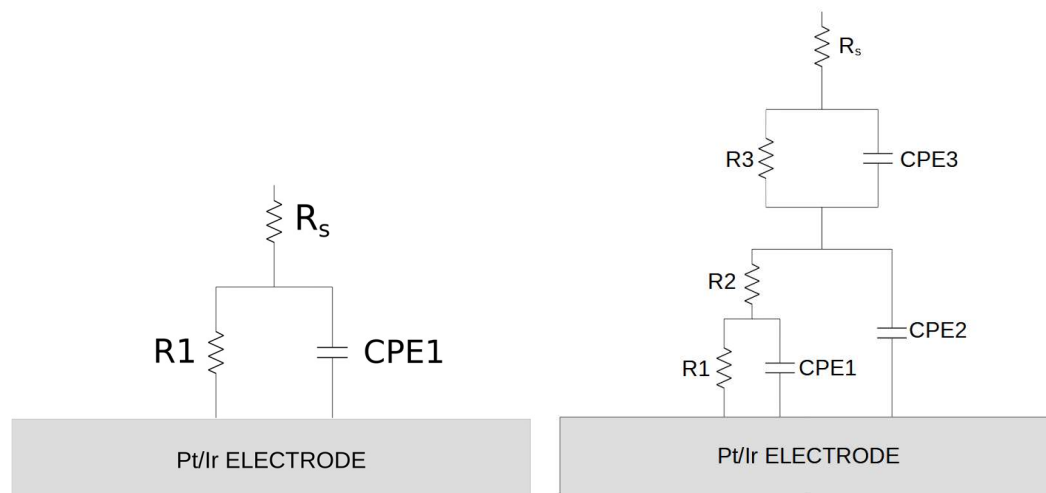 Rs
R1
CPE1
Pt/Ir ELECTRODE
Rs
R3
CPE3
R2
CPE2
R1
CPE1
Pt/Ir ELECTRODE